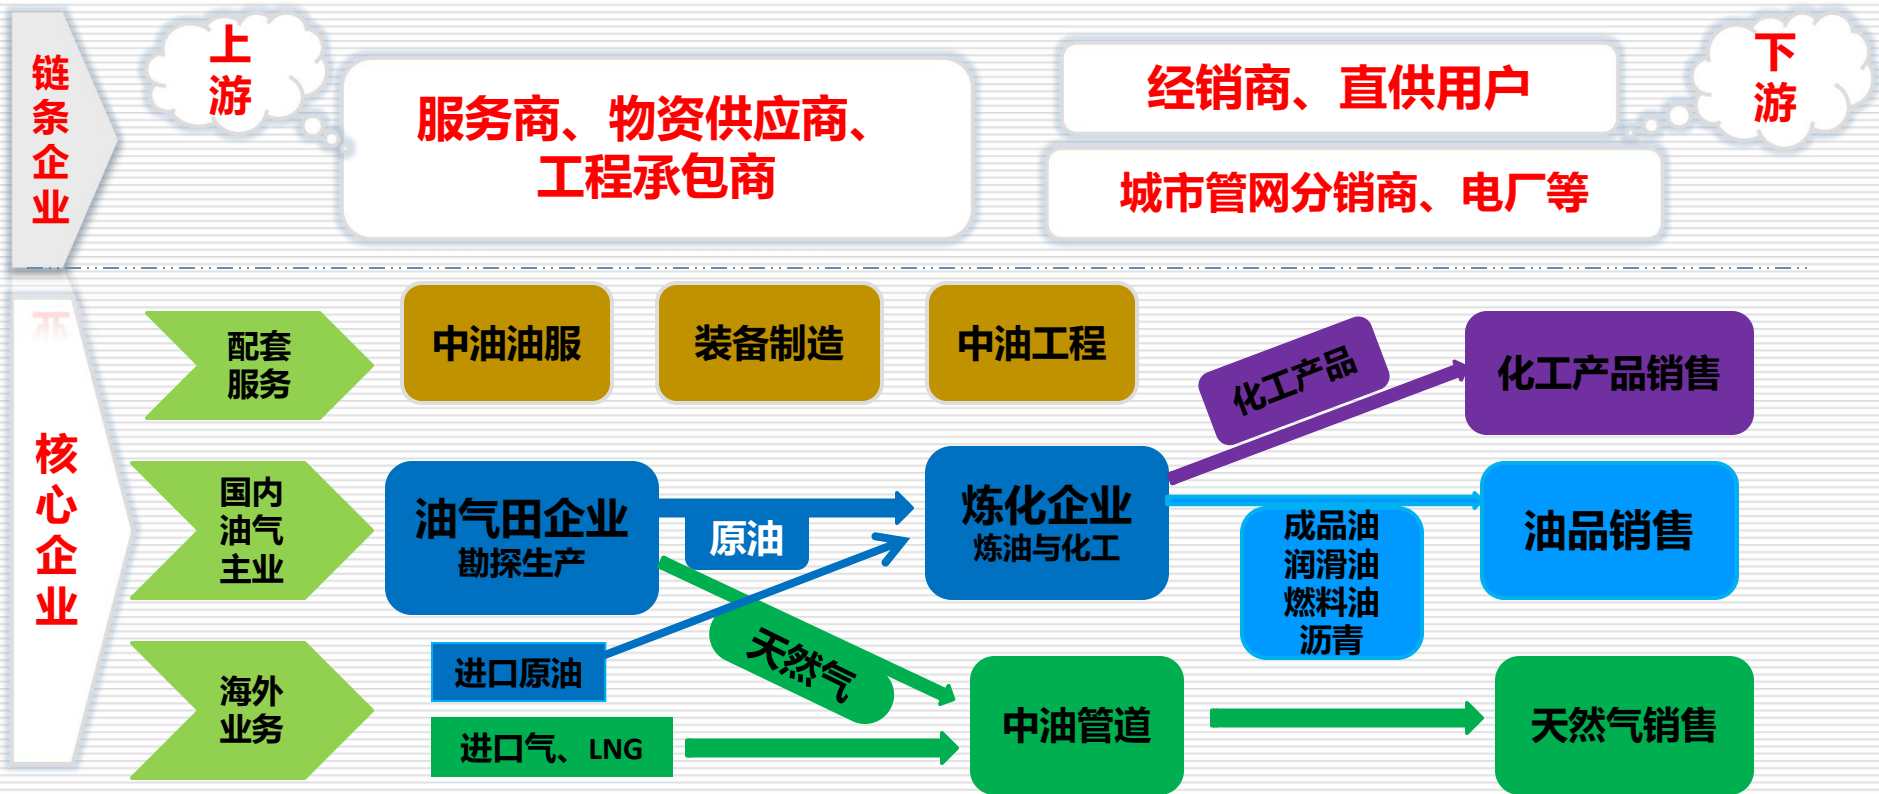 链
条
企
业
上
游
服务商、物资供应商、
工程承包商
经销商、直供用户
城市管网分销商、电厂等
下
游
核
心
企
业
配套
服务
中油油服
装备制造
中油工程
化工产品
化工产品销售
国内
油气
主业
油气田企业
勘探生产
原油
炼化企业
炼油与化工
成品油
润滑油
燃料油
沥青
油品销售
海外
业务
进口原油
天然气
进口气、LNG
中油管道
天然气销售